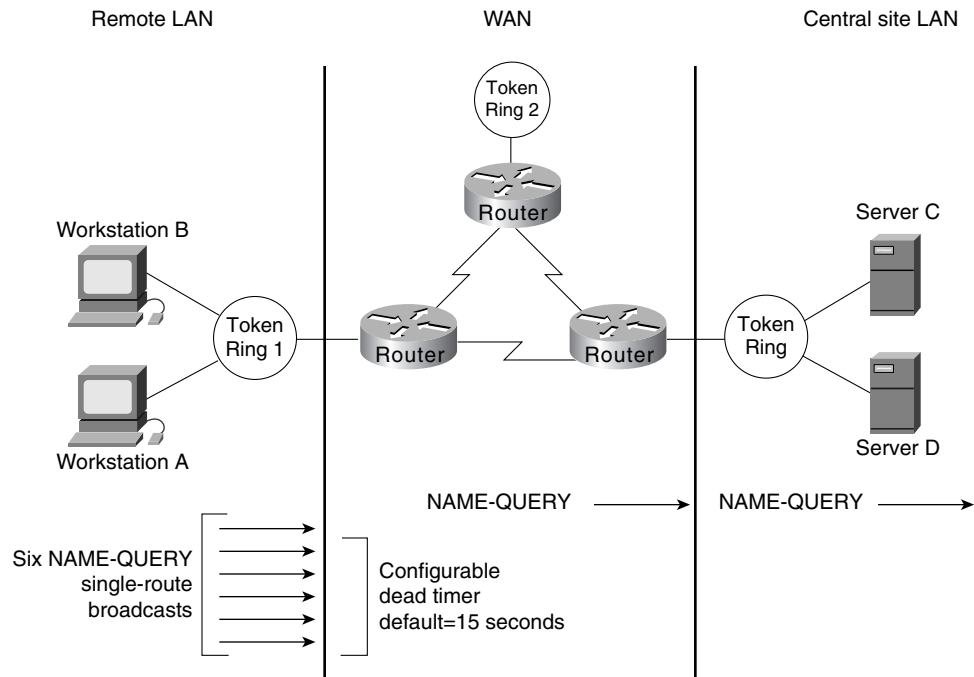 Remote LAN
WAN
Central site LAN
Token
Ring 2
Router
Workstation B
Server C
Token
Ring 1
Router
Router
Token
Ring
Workstation A
Server D
NAME-QUERY
NAME-QUERY
Six NAME-QUERY
single-route
broadcasts
Configurable
dead timer
default=15 seconds